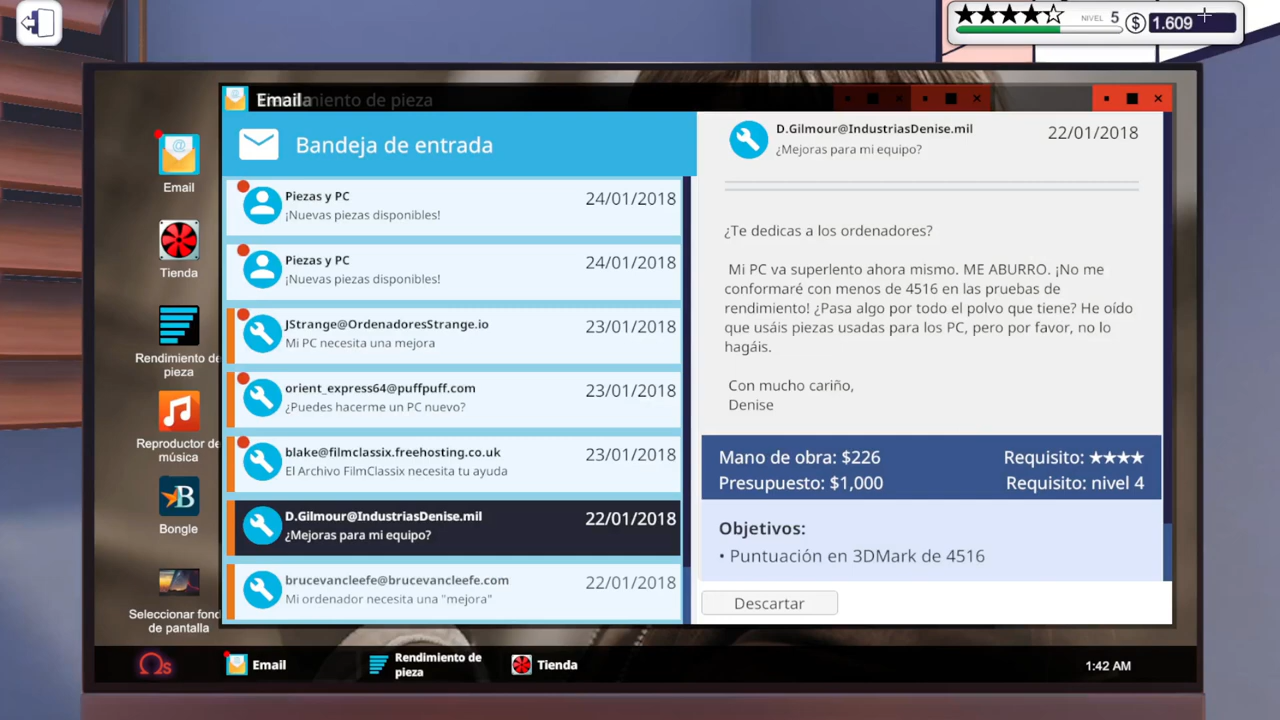 NIVEL 5
$ 1.609
Email
Rendimiento de pieza
Email
Tienda
Rendimiento de
pieza
Reproductor de
música
Bongle
Seleccionar fond
de pantalla
Bandeja de entrada
Piezas y PC
24/01/2018
¡Nuevas piezas disponibles!
Piezas y PC
24/01/2018
¡Nuevas piezas disponibles!
JStrange@OrdenadoresStrange.io
23/01/2018
Mi PC necesita una mejora
orient_express64@puffpuff.com
23/01/2018
¿Puedes hacerme un PC nuevo?
blake@filmclassix.freehosting.co.uk
23/01/2018
El Archivo FilmClassix necesita tu ayuda
D.Gilmour@IndustriasDenise.mil
22/01/2018
¿Mejoras para mi equipo?
brucevancleefe@brucevancleefe.com
22/01/2018
Mi ordenador necesita una "mejora"
D.Gilmour@IndustriasDenise.mil
22/01/2018
¿Mejoras para mi equipo?
¿Te dedicas a los ordenadores?
Mi PC va superlento ahora mismo. ME ABURRO. ¡No me
conformaré con menos de 4516 en las pruebas de
rendimiento! ¿Pasa algo por todo el polvo que tiene? He oído
que usáis piezas usadas para los PC, pero por favor, no lo
hagáis.
Con mucho cariño,
Denise
Mano de obra: $226
Requisito: ★★★★
Presupuesto: $1,000
Requisito: nivel 4
Objetivos:
• Puntuación en 3DMark de 4516
Descartar
Ωs
Email
Rendimiento de
pieza
Tienda
1:42 AM